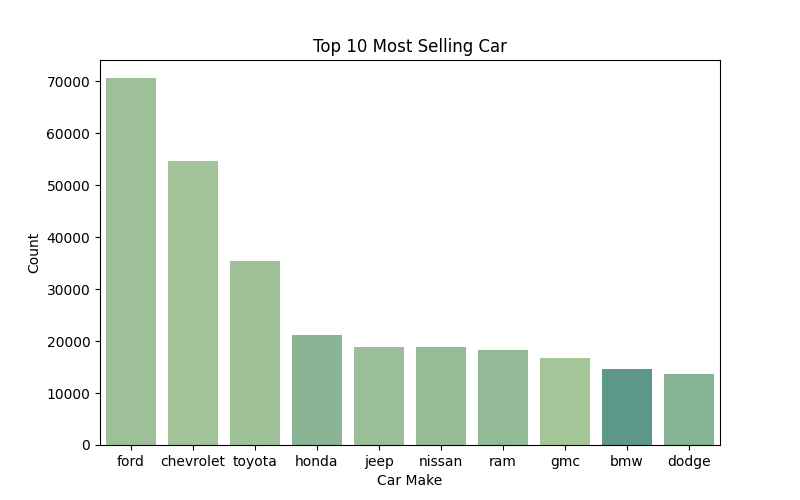 Top 10 Most Selling Car
70000
60000
50000
40000
30000
20000
10000
0
Count
ford chevrolet toyota honda jeep nissan ram gmc bmw dodge
Car Make